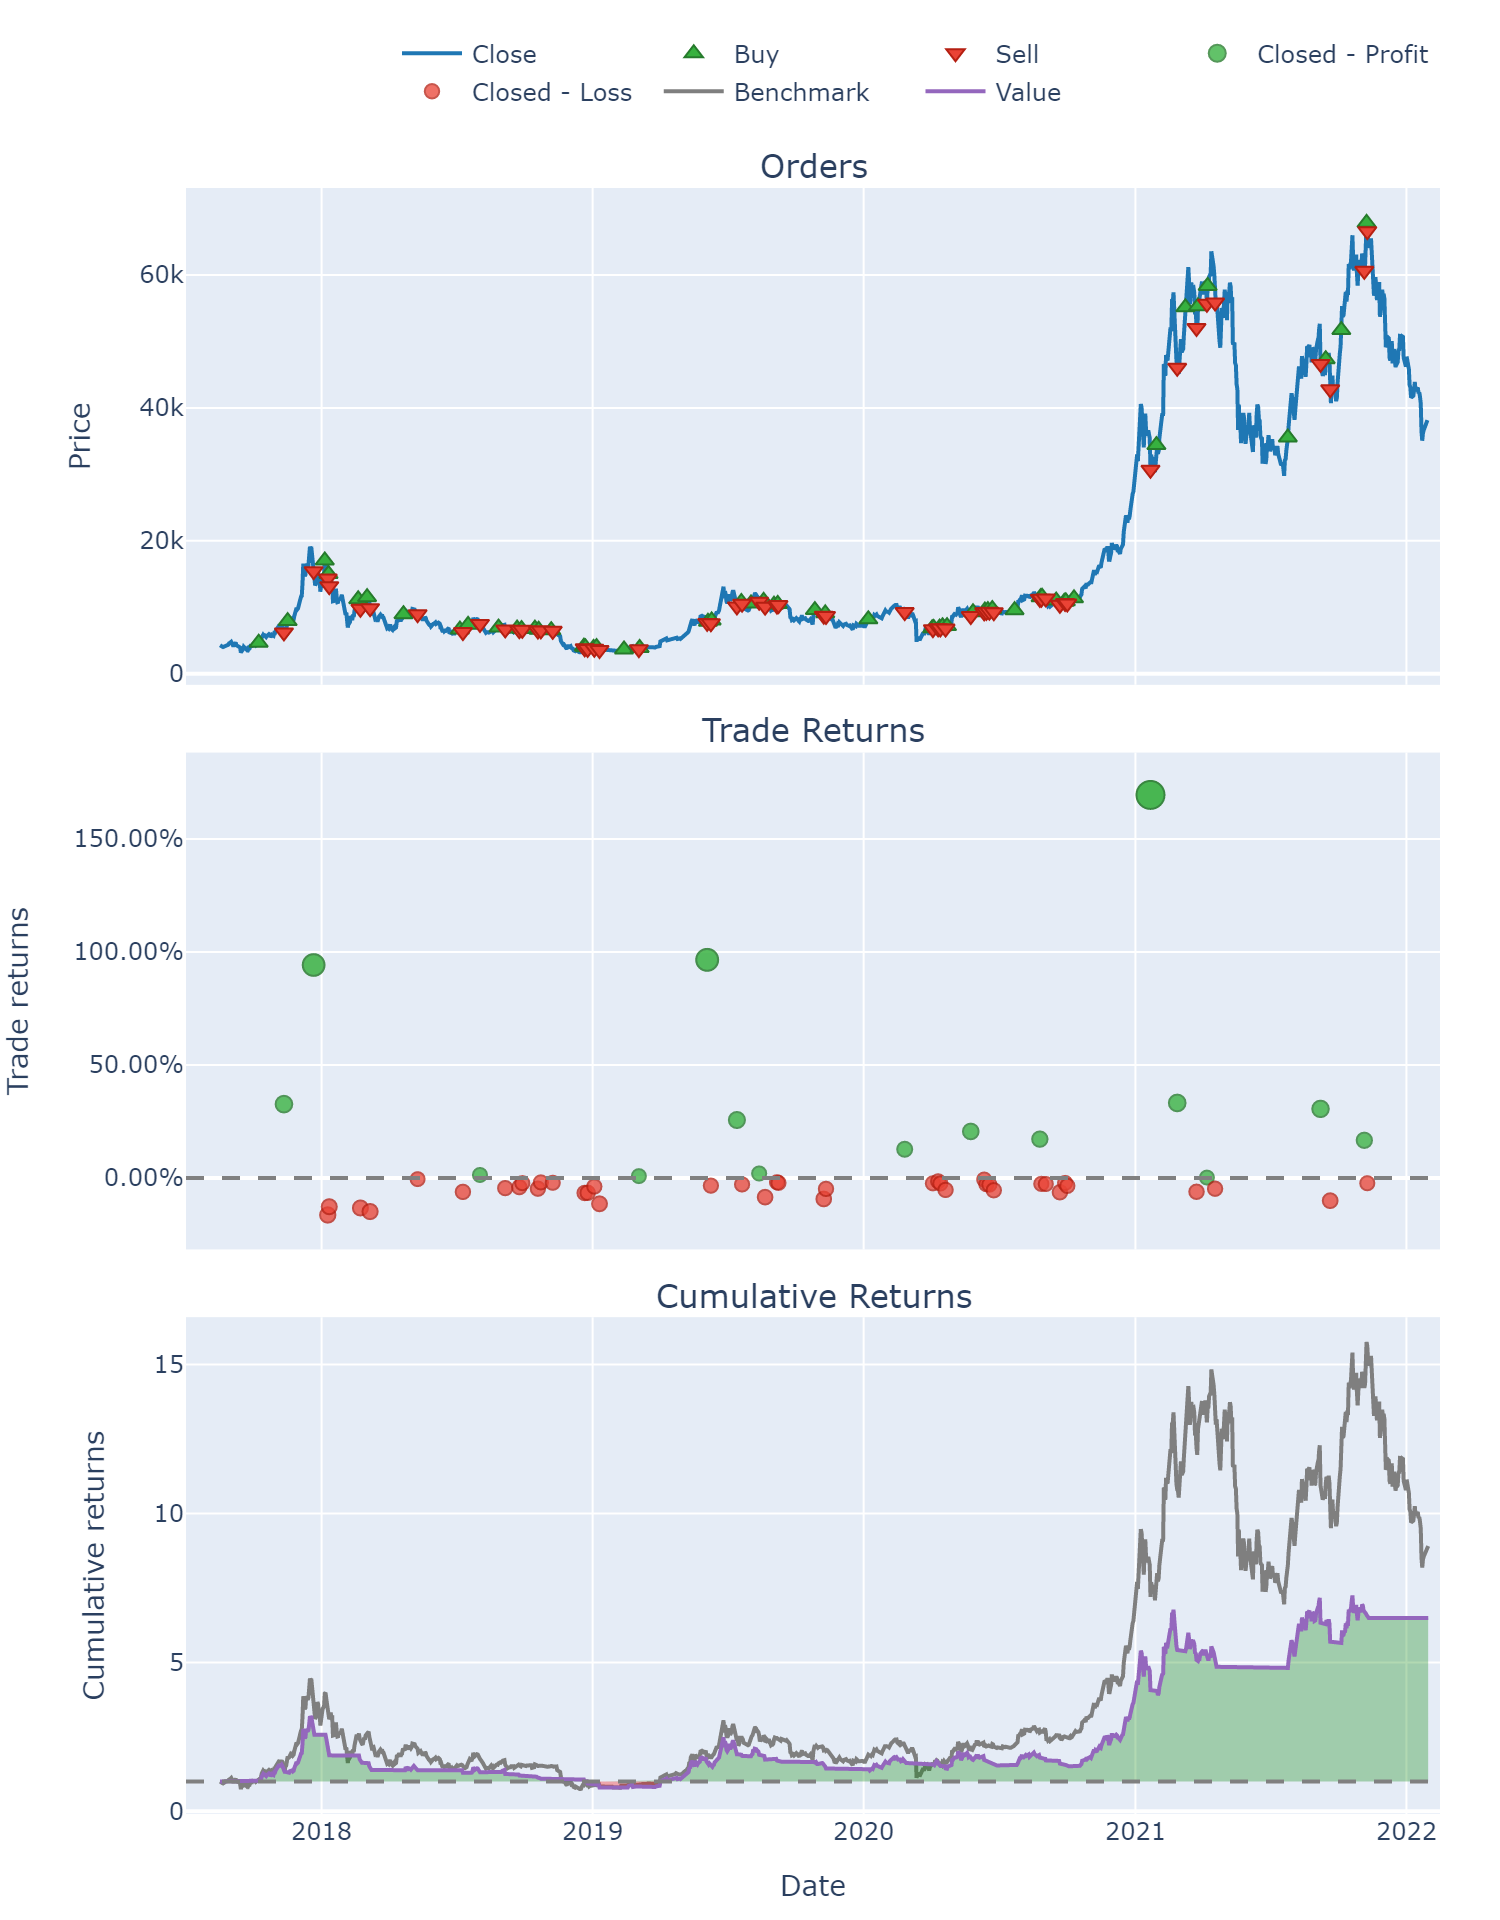 Close Buy Sell Closed - Profit
Closed - Loss Benchmark Value
Orders
60k
40k
20k
0
Price
Trade Returns
150.00%
100.00%
50.00%
0.00%
Trade returns
Cumulative Returns
15
10
5
0
Cumulative returns
2018 2019 2020 2021 2022
Date